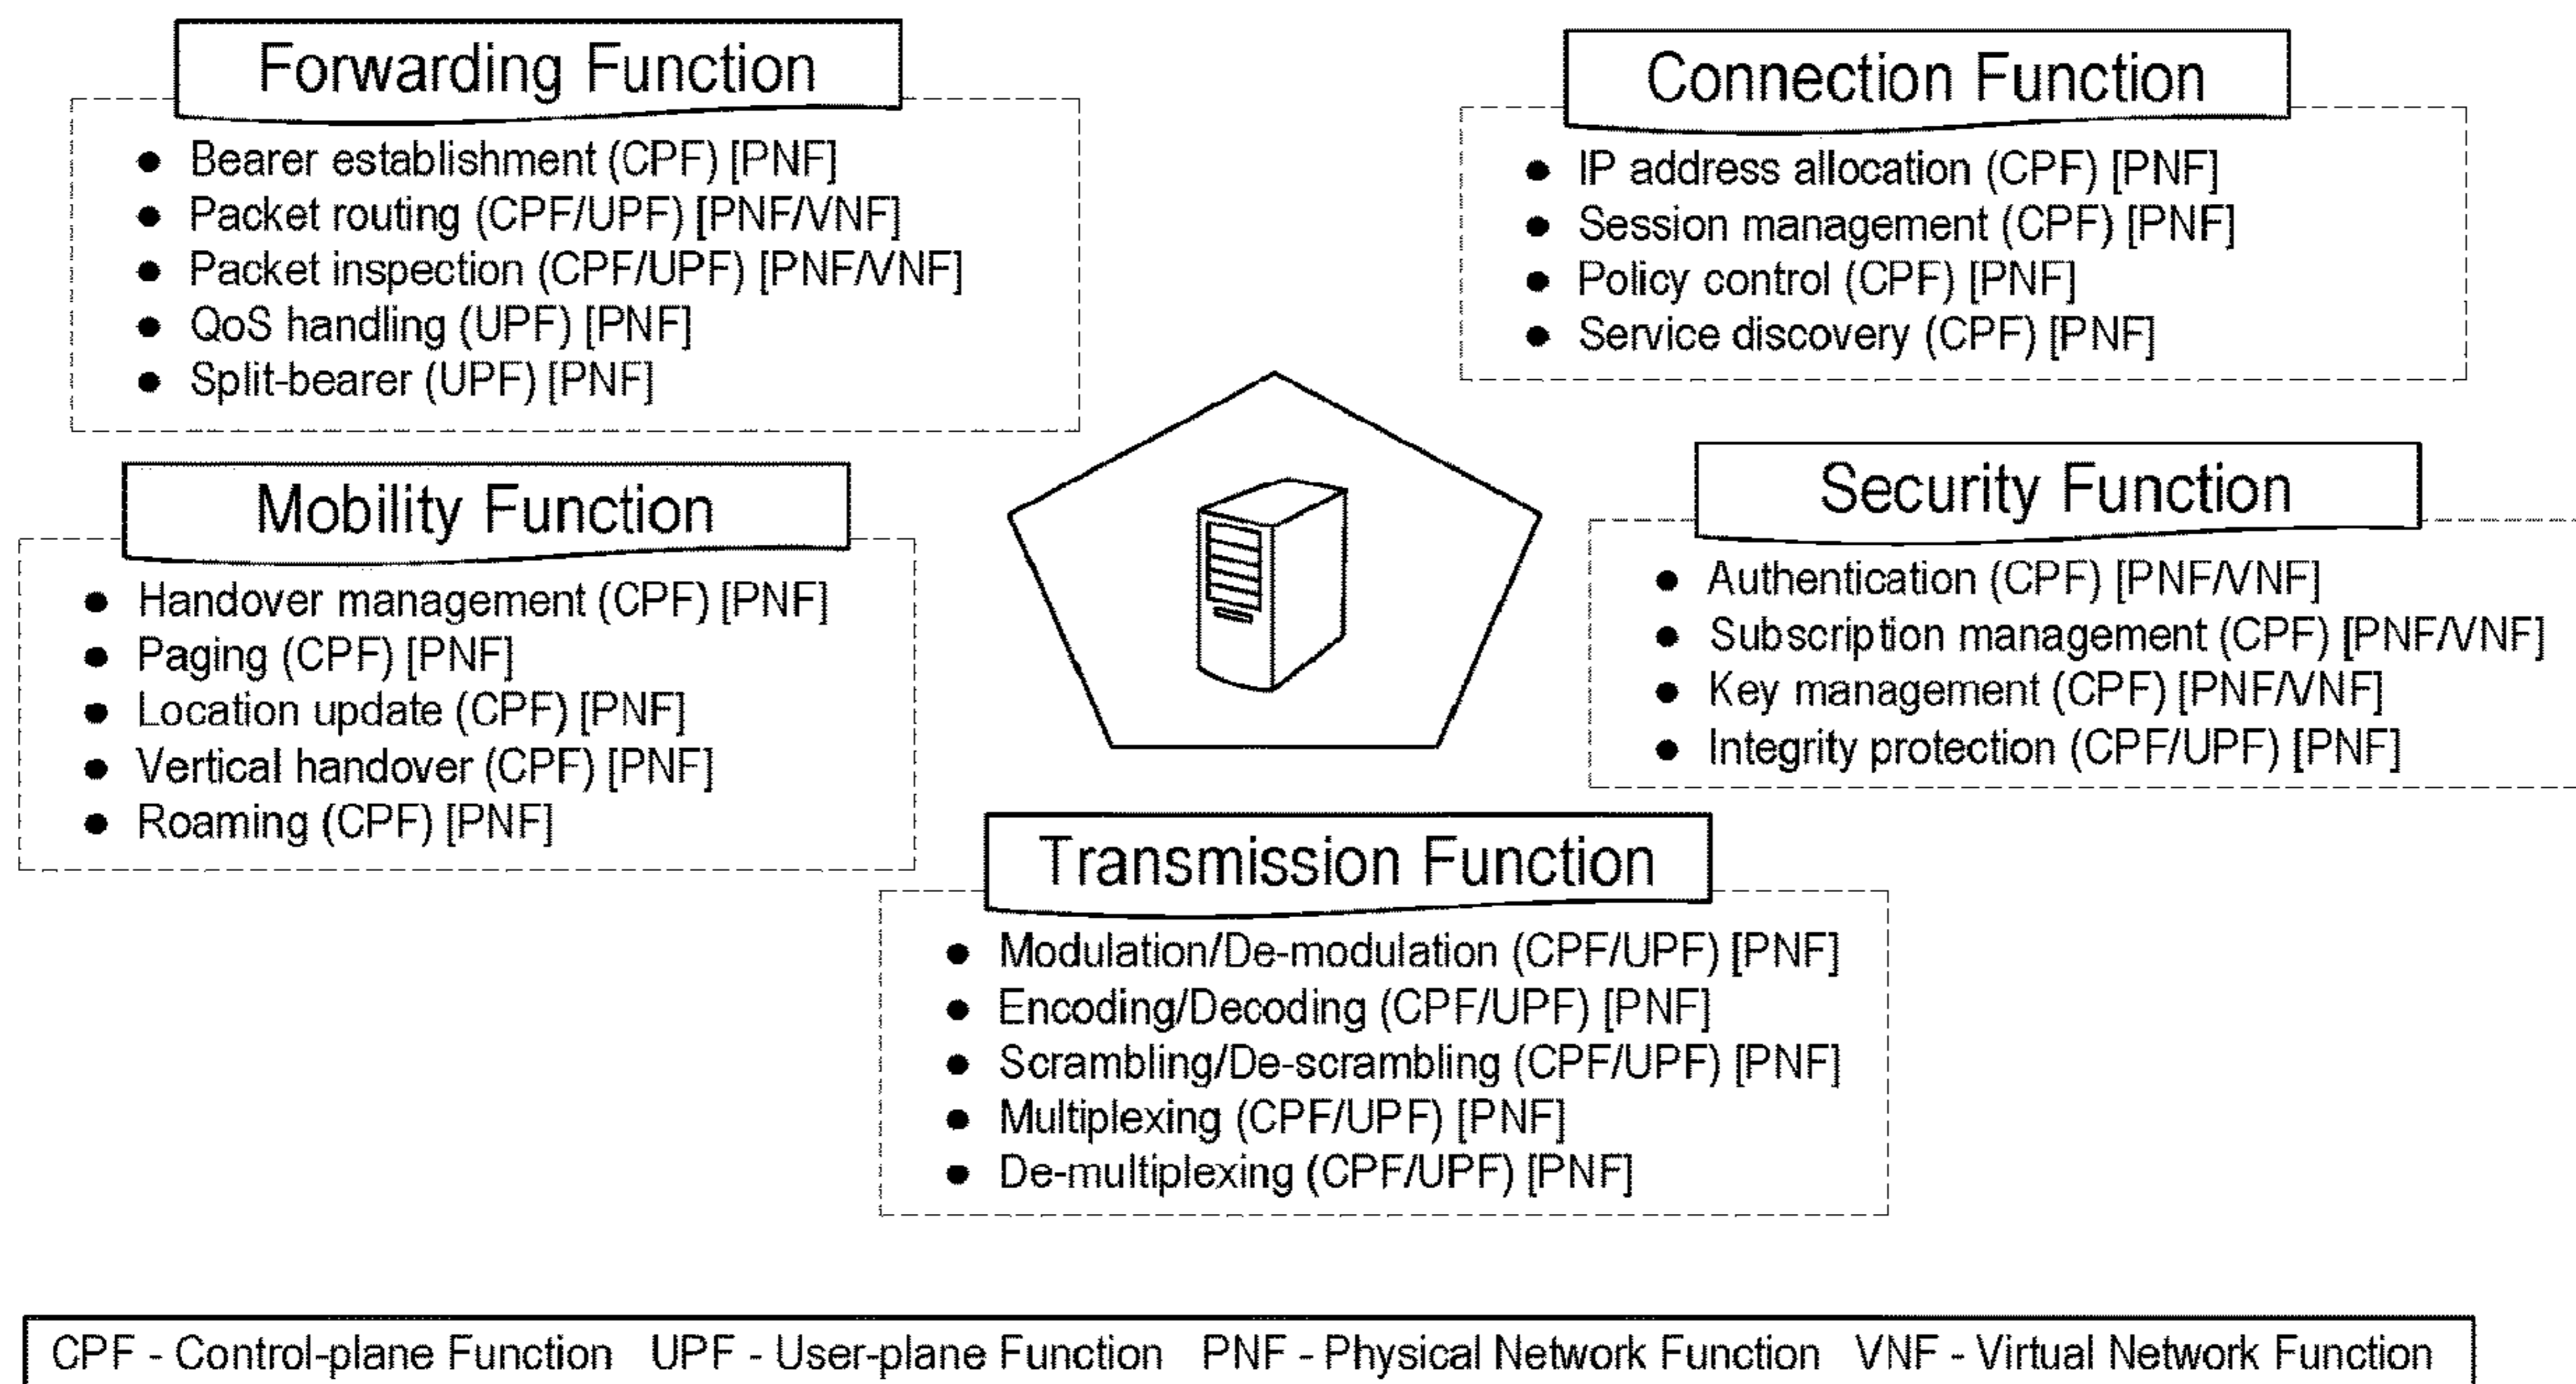 Forwarding Function
● Bearer establishment (CPF) [PNF]
● Packet routing (CPF/UPF) [PNF/VNF]
● Packet inspection (CPF/UPF) [PNF/VNF]
● QoS handling (UPF) [PNF]
● Split-bearer (UPF) [PNF]
Connection Function
● IP address allocation (CPF) [PNF]
● Session management (CPF) [PNF]
● Policy control (CPF) [PNF]
● Service discovery (CPF) [PNF]
Mobility Function
● Handover management (CPF) [PNF]
● Paging (CPF) [PNF]
● Location update (CPF) [PNF]
● Vertical handover (CPF) [PNF]
● Roaming (CPF) [PNF]
Security Function
● Authentication (CPF) [PNF/VNF]
● Subscription management (CPF) [PNF/VNF]
● Key management (CPF) [PNF/VNF]
● Integrity protection (CPF/UPF) [PNF]
Transmission Function
● Modulation/De-modulation (CPF/UPF) [PNF]
● Encoding/Decoding (CPF/UPF) [PNF]
● Scrambling/De-scrambling (CPF/UPF) [PNF]
● Multiplexing (CPF/UPF) [PNF]
● De-multiplexing (CPF/UPF) [PNF]
CPF - Control-plane Function UPF - User-plane Function PNF - Physical Network Function VNF - Virtual Network Function